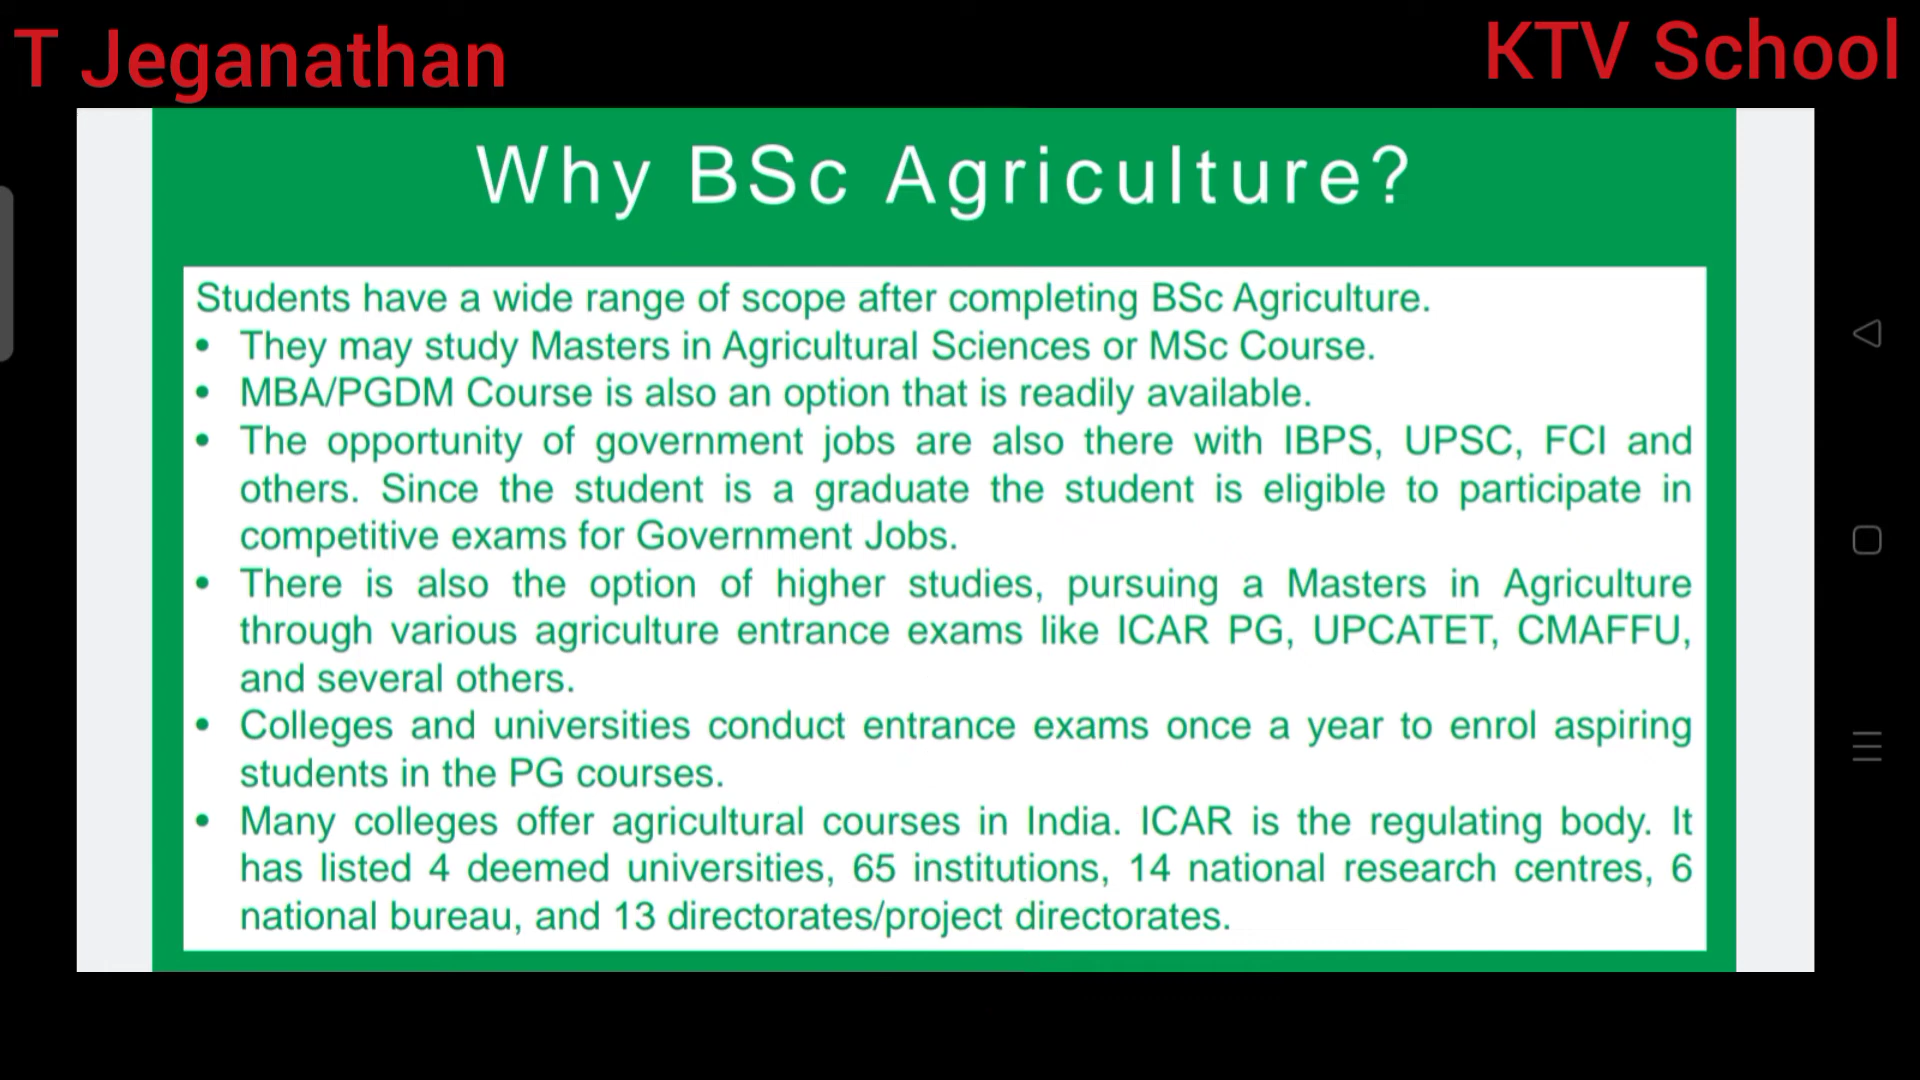 T Jeganathan
KTV School
Why BSc Agriculture?
Students have a wide range of scope after completing BSc Agriculture.
• They may study Masters in Agricultural Sciences or MSc Course.
• MBA/PGDM Course is also an option that is readily available.
• The opportunity of government jobs are also there with IBPS, UPSC, FCI and
others. Since the student is a graduate the student is eligible to participate in
competitive exams for Government Jobs.
• There is also the option of higher studies, pursuing a Masters in Agriculture
through various agriculture entrance exams like ICAR PG, UPCATET, CMAFFU,
and several others.
• Colleges and universities conduct entrance exams once a year to enrol aspiring
students in the PG courses.
• Many colleges offer agricultural courses in India. ICAR is the regulating body. It
has listed 4 deemed universities, 65 institutions, 14 national research centres, 6
national bureau, and 13 directorates/project directorates.